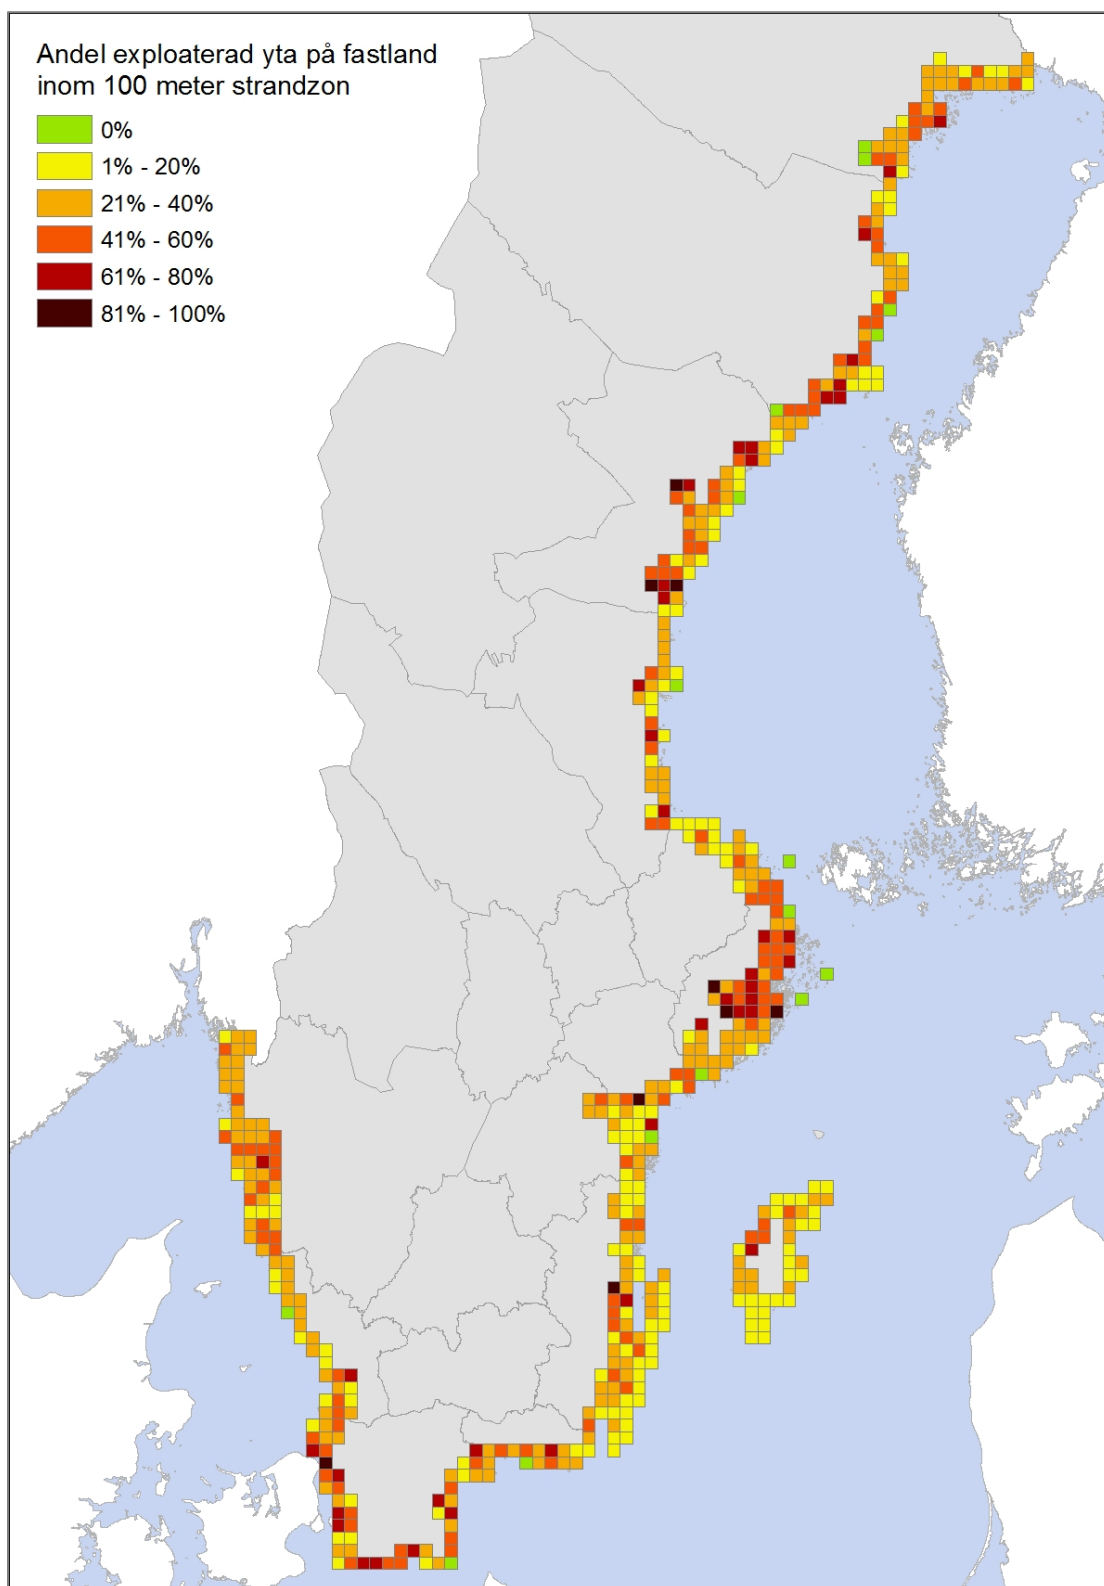 Andel exploaterad yta på fastland
inom 100 meter strandzon
0%
1% - 20%
21% - 40%
41% - 60%
61% - 80%
81% - 100%